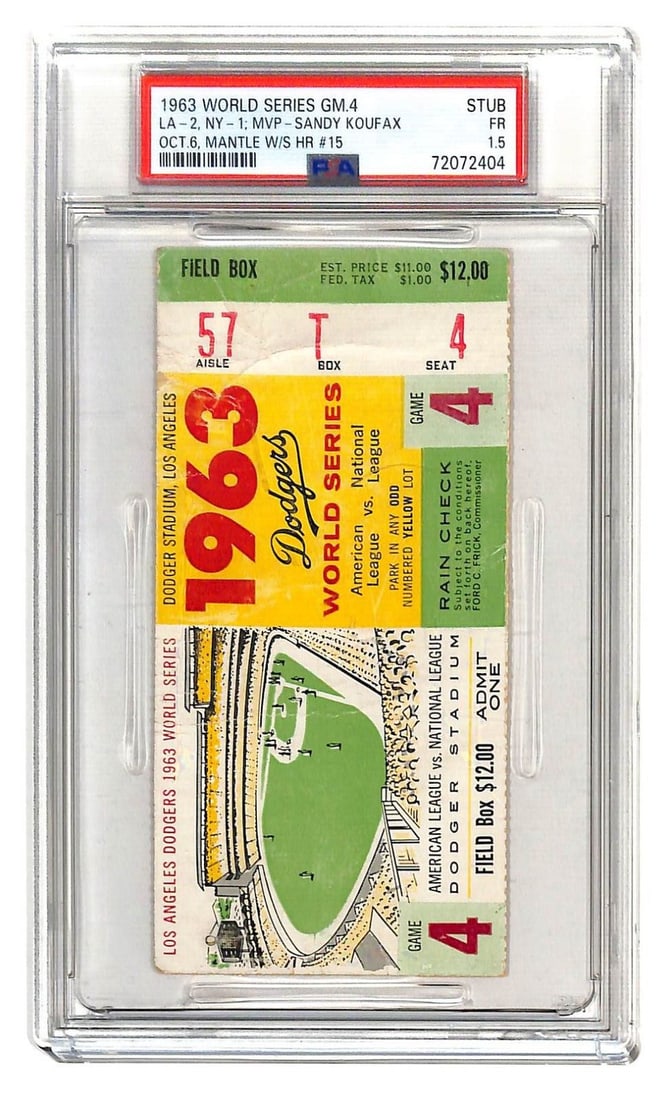 1963 WORLD SERIES GM.4 STUB
LA-2, NY-1; MVP-SANDY KOUFAX FR
OCT.6, MANTLE W/S HR #15 1.5
72072404
PSA
FIELD BOX EST. PRICE $11.00 $12.00
FED. TAX $1.00
57 T 4
AISLE BOX SEAT
DODGER STADIUM, LOS ANGELES
1963
Dodgers
WORLD SERIES
American vs. National
League League
PARK IN ANY ODD
NUMBERED YELLOW LOT
GAME
4
RAIN CHECK
Subject to the conditions
set forth on back hereof.
FORD C. FRICK, Commissioner
LOS ANGELES DODGERS 1963 WORLD SERIES
AMERICAN LEAGUE VS. NATIONAL LEAGUE
DODGER STADIUM
FIELD BOX $12.00 ADMIT
ONE
GAME
4